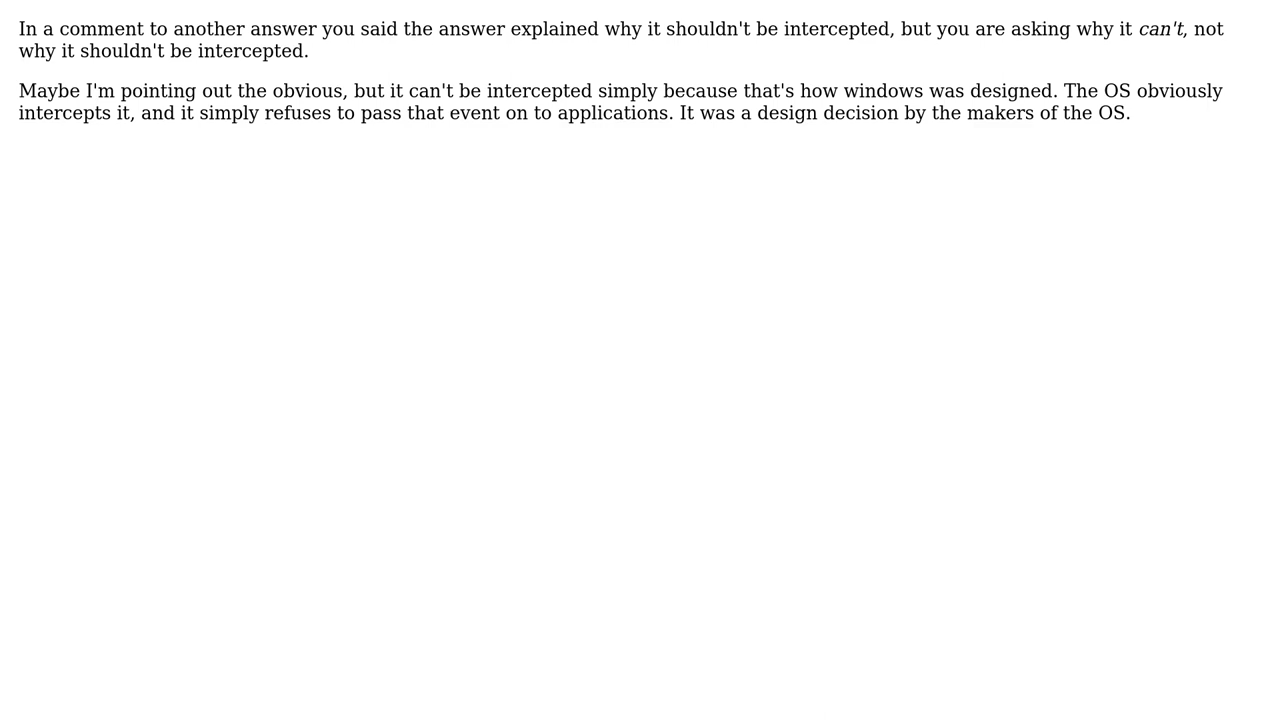 In a comment to another answer you said the answer explained why it shouldn't be intercepted, but you are asking why it can't, not
why it shouldn't be intercepted.
Maybe I'm pointing out the obvious, but it can't be intercepted simply because that's how windows was designed. The OS obviously
intercepts it, and it simply refuses to pass that event on to applications. It was a design decision by the makers of the OS.